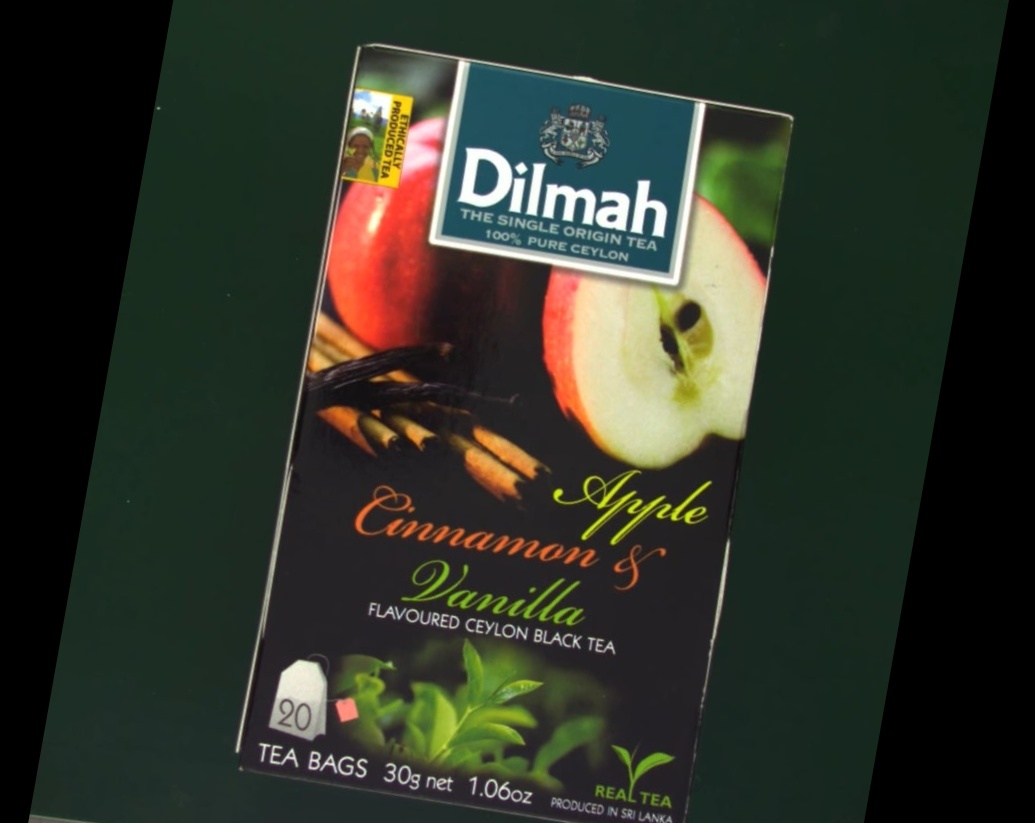 ETHICALLY
PRODUCED TEA
Dilmah
THE SINGLE ORIGIN TEA
100% PURE CEYLON
Apple
Cinnamon &
Vanilla
FLAVOURED CEYLON BLACK TEA
20
TEA BAGS 30g net 1.06oz
REAL TEA
PRODUCED IN SRI LANKA